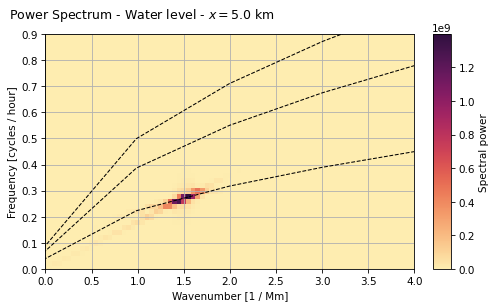 Power Spectrum - Water level - x = 5.0 km
1e9
0.9
0.8
0.7
0.6
0.5
0.4
0.3
0.2
0.1
0.0
Frequency [cycles / hour]
0.0 0.5 1.0 1.5 2.0 2.5 3.0 3.5 4.0
Wavenumber [1 / Mm]
1.2
1.0
0.8
0.6
0.4
0.2
0.0
Spectral power